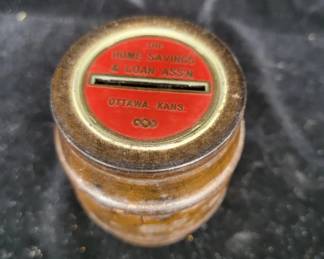 THE
HOME SAVINGS
& LOAN ASS'N.
OTTAWA, KANS.